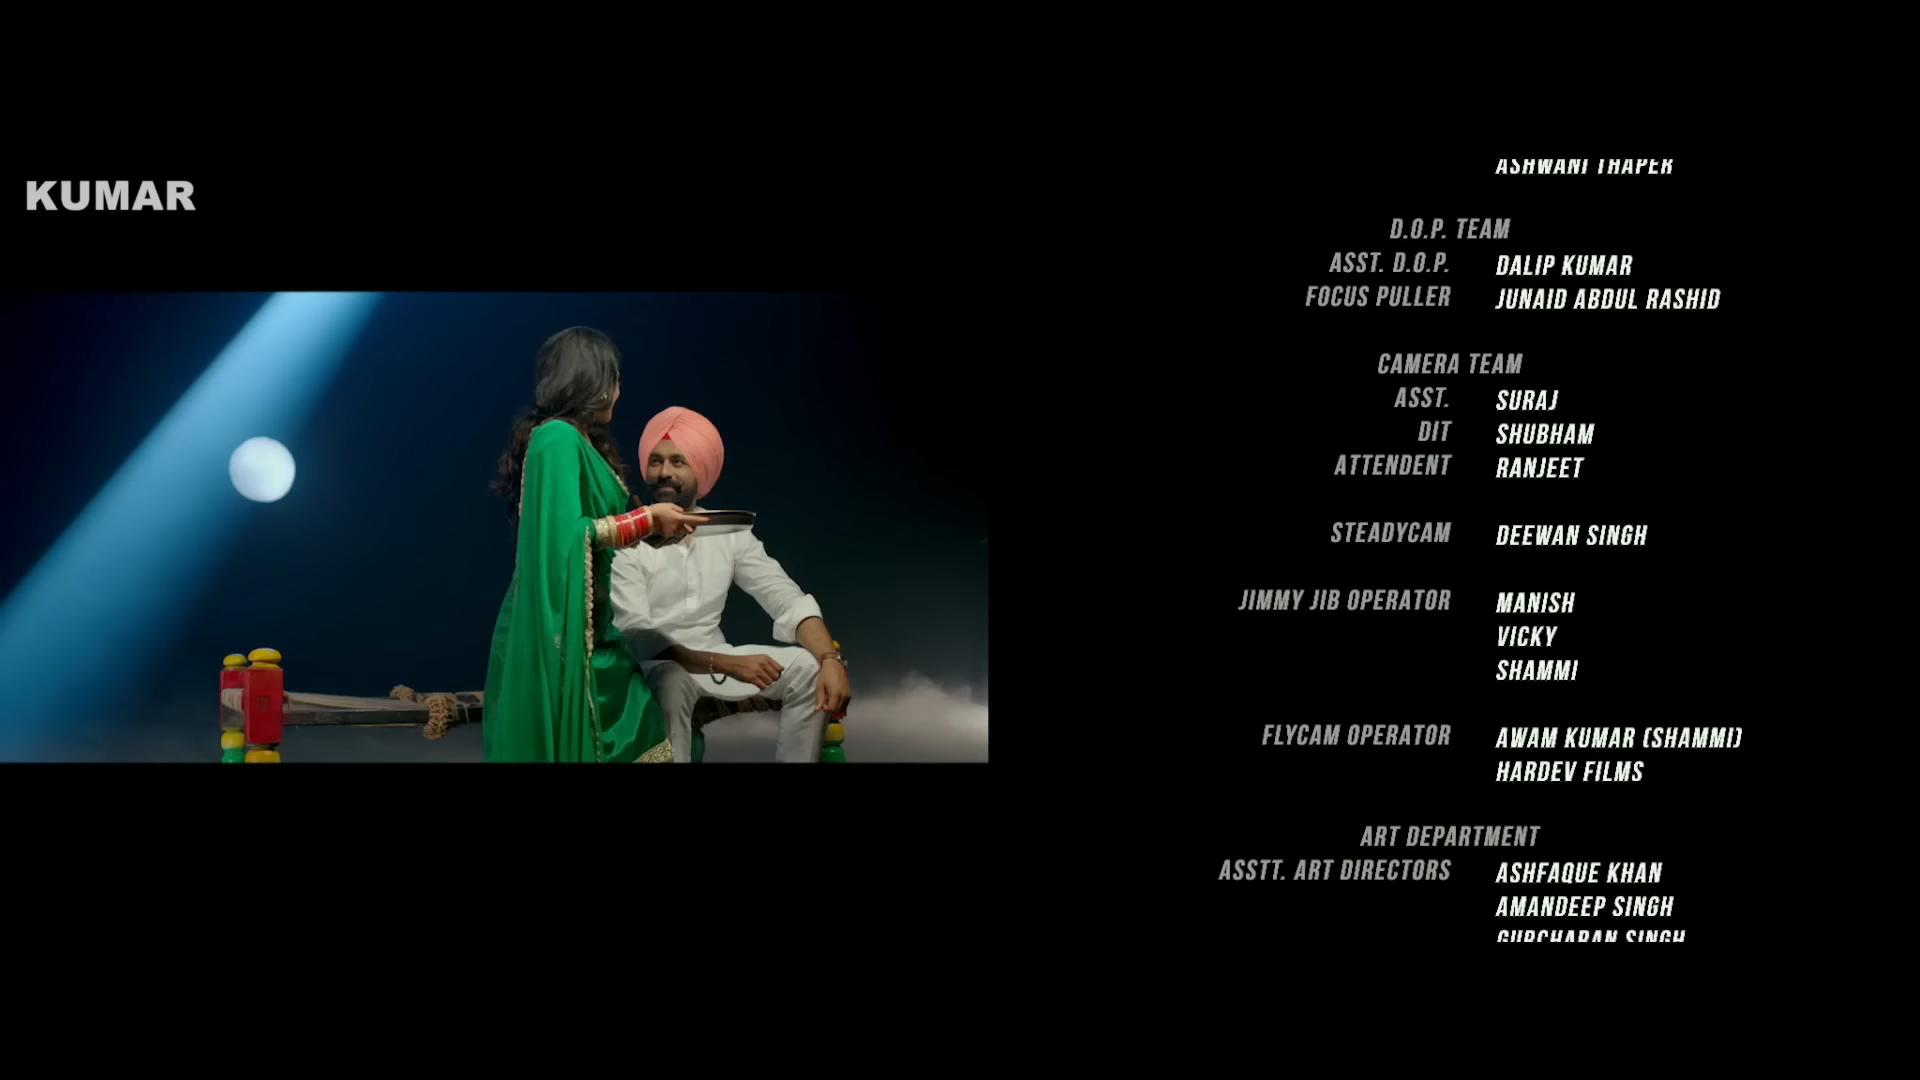 KUMAR
ASHWANI THAPER
D.O.P. TEAM
ASST. D.O.P. DALIP KUMAR
FOCUS PULLER JUNAID ABDUL RASHID
CAMERA TEAM
ASST. SURAJ
DIT SHUBHAM
ATTENDENT RANJEET
STEADYCAM DEEWAN SINGH
JIMMY JIB OPERATOR MANISH
VICKY
SHAMMI
FLYCAM OPERATOR AWAM KUMAR (SHAMMI)
HARDEV FILMS
ART DEPARTMENT
ASSTT. ART DIRECTORS ASHFAQUE KHAN
AMANDEEP SINGH
GURCHARAN SINGH